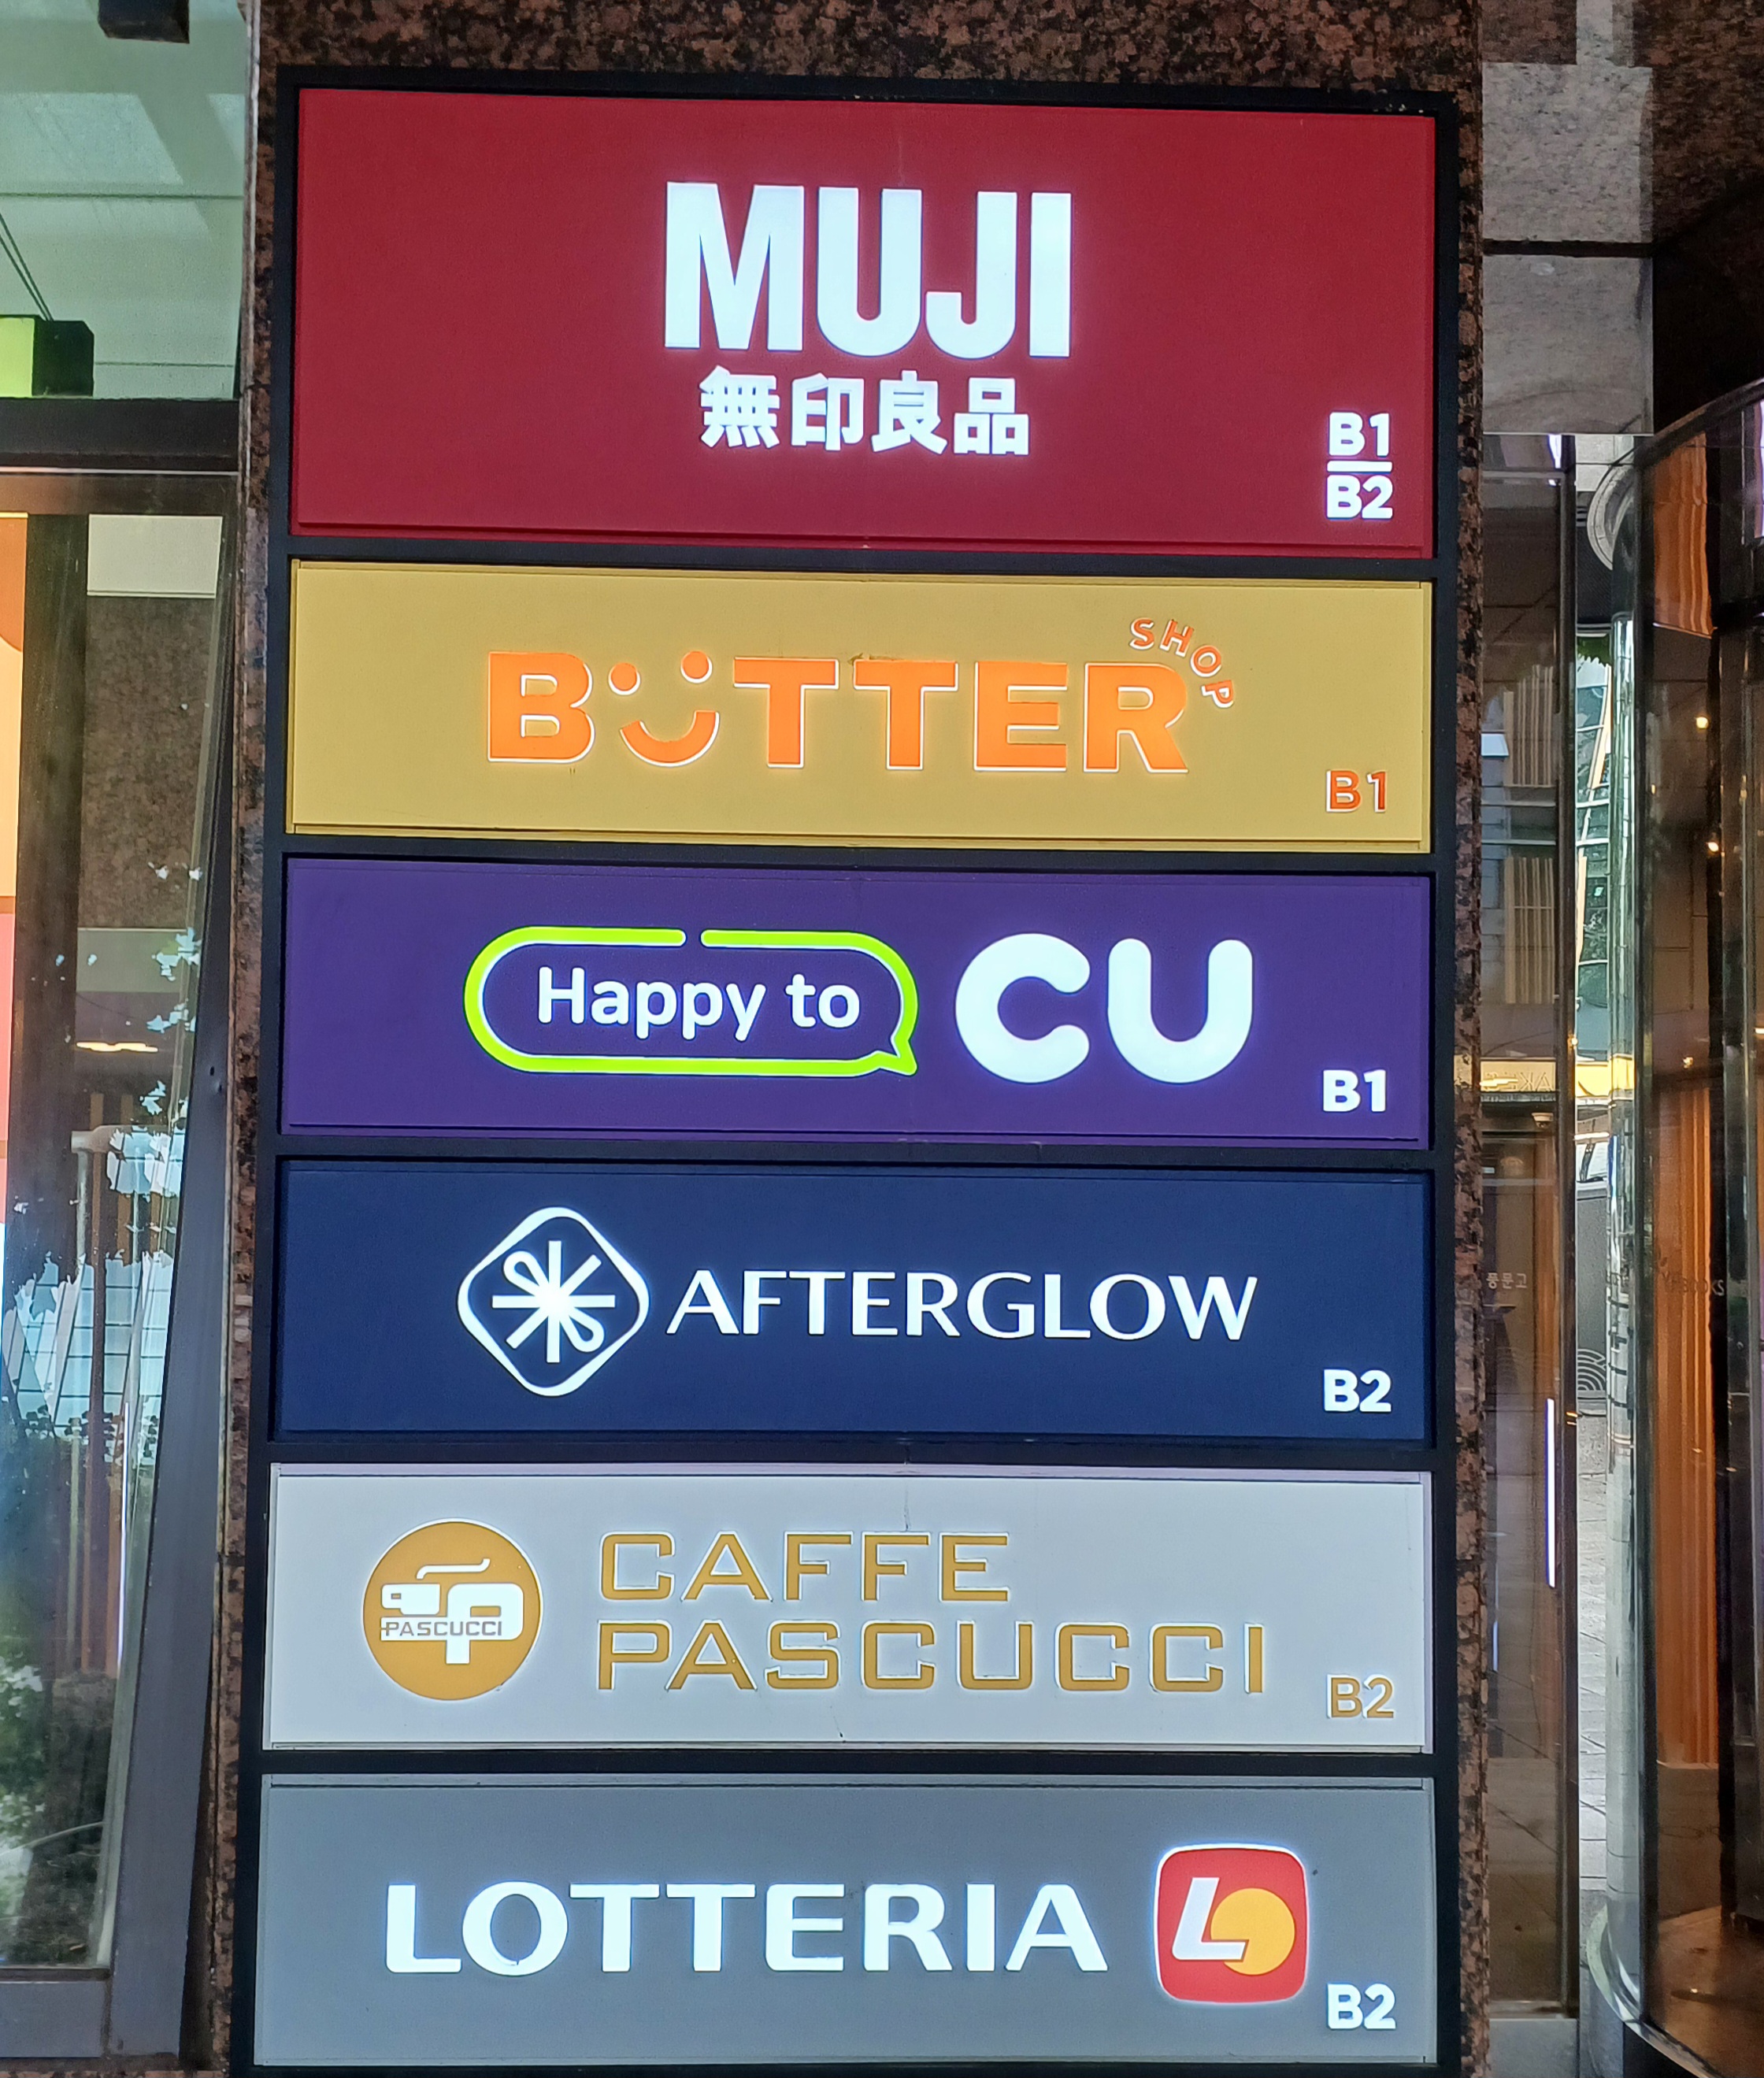 MUJI
無印良品
B1
B2
BUTTER SHOP
B1
Happy to CU
B1
AFTERGLOW
B2
PASCUCCI
CAFFE
PASCUCCI
B2
LOTTERIA L
B2